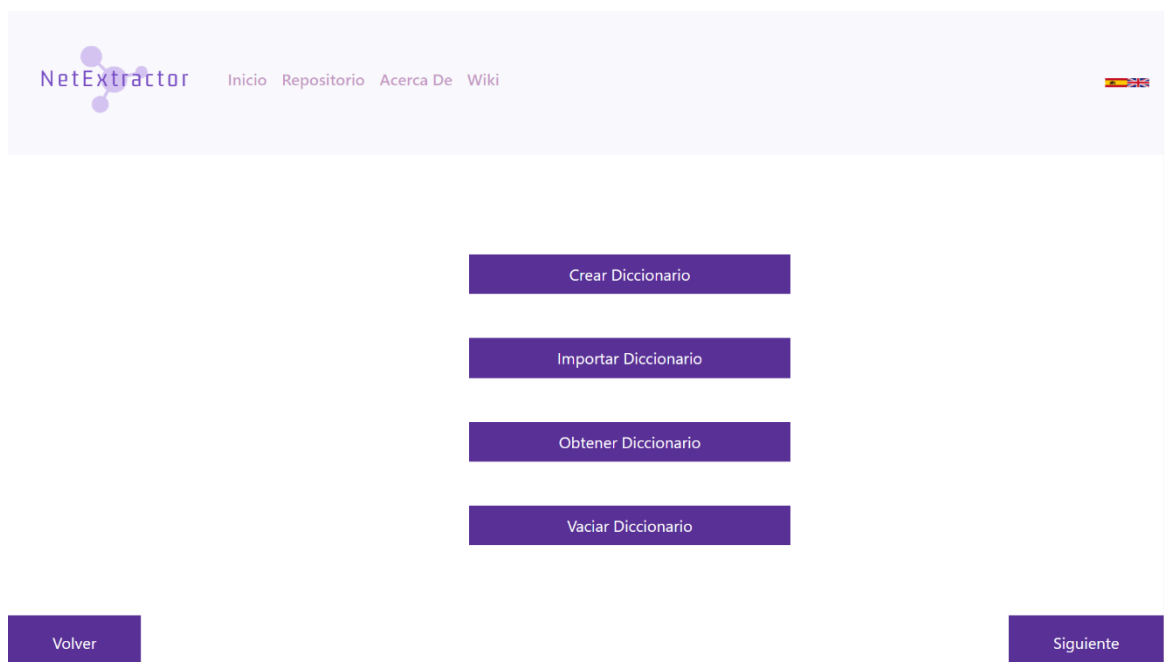 NetExtractor Inicio Repositorio Acerca De Wiki
Crear Diccionario
Importar Diccionario
Obtener Diccionario
Vaciar Diccionario
Volver Siguiente